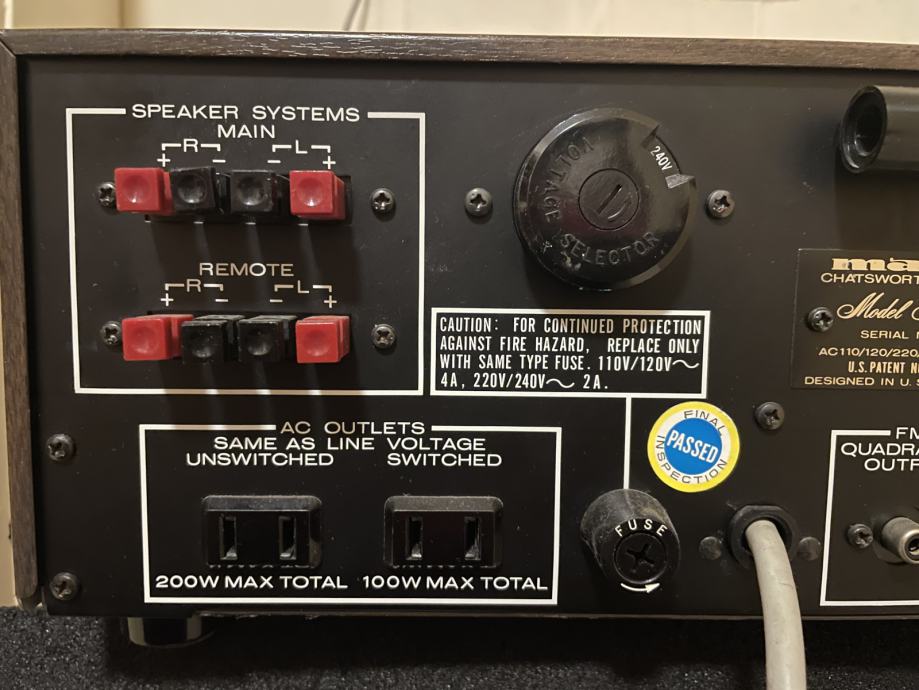 SPEAKER SYSTEMS
MAIN
R L
+ − − +
REMOTE
R L
+ − − +
240V
VOLTAGE
SELECTOR
CAUTION: FOR CONTINUED PROTECTION
AGAINST FIRE HAZARD, REPLACE ONLY
WITH SAME TYPE FUSE. 110V/120V～
4A, 220V/240V～ 2A.
ma
CHATSWORT
Model
SERIAL
AC110/120/220
U.S. PATENT
DESIGNED IN U.S
FINAL
PASSED
INSPECTION
AC OUTLETS
SAME AS LINE VOLTAGE
UNSWITCHED SWITCHED
200W MAX TOTAL 100W MAX TOTAL
FUSE
FM
QUADRA
OUTP